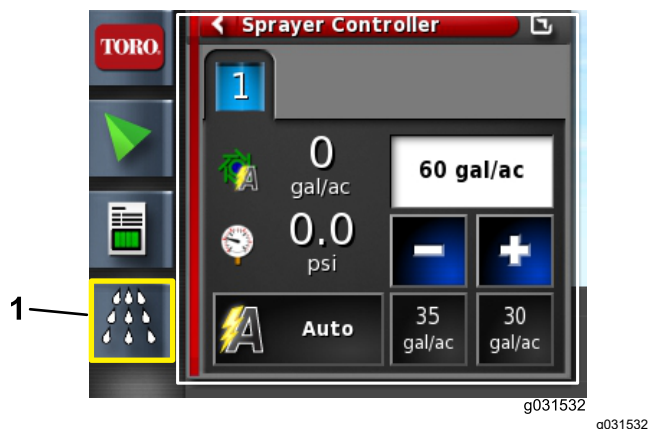 Sprayer Controller
TORO.
1
0
gal/ac
60 gal/ac
0.0
psi
- +
1
A Auto
35
gal/ac
30
gal/ac
g031532
g031532